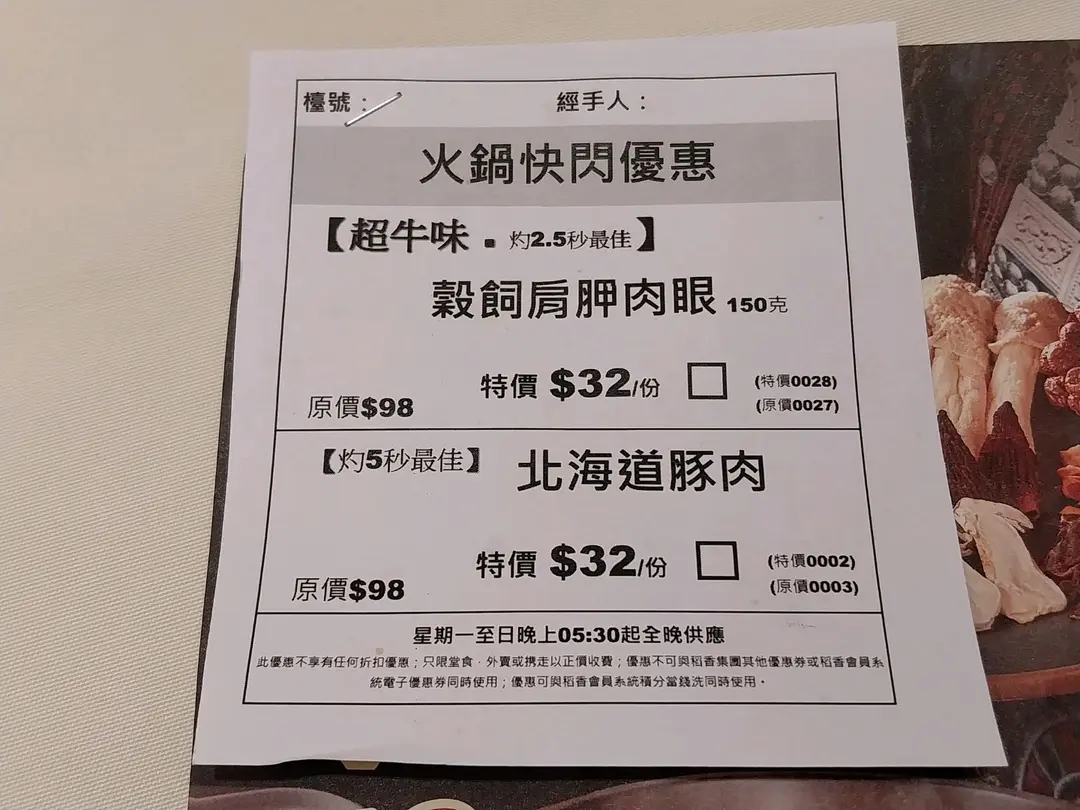 檯號： 經手人：
火鍋快閃優惠
【超牛味．灼2.5秒最佳】
穀飼肩胛肉眼 150克
特價 $32/份 □ (特價0028)
原價$98 (原價0027)
【灼5秒最佳】 北海道豚肉
特價 $32/份 □ (特價0002)
原價$98 (原價0003)
星期一至日晚上05:30起全晚供應
此優惠不享有任何折扣優惠；只限堂食，外賣或携走以正價收費；優惠不可與稻香集團其他優惠券或稻香會員系
統電子優惠券同時使用；優惠可與稻香會員系統積分當錢洗同時使用。